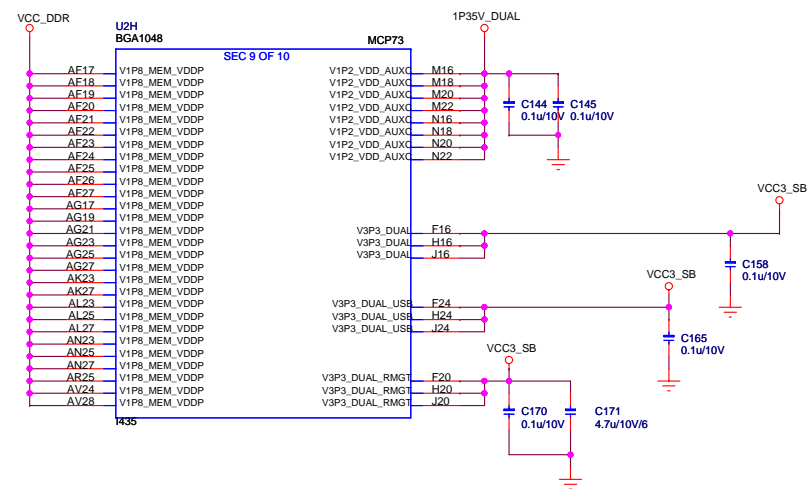 VCC_DDR
1P35V_DUAL
U2H
BGA1048
MCP73
SEC 9 OF 10
AF17 V1P8_MEM_VDDP V1P2_VDD_AUXC M16
AF18 V1P8_MEM_VDDP V1P2_VDD_AUXC M18
AF19 V1P8_MEM_VDDP V1P2_VDD_AUXC M20
AF20 V1P8_MEM_VDDP V1P2_VDD_AUXC M22
AF21 V1P8_MEM_VDDP V1P2_VDD_AUXC N16
AF22 V1P8_MEM_VDDP V1P2_VDD_AUXC N18
AF23 V1P8_MEM_VDDP V1P2_VDD_AUXC N20
AF24 V1P8_MEM_VDDP V1P2_VDD_AUXC N22
C144 C145
0.1u/10V 0.1u/10V
AF25 V1P8_MEM_VDDP
AF26 V1P8_MEM_VDDP
AF27 V1P8_MEM_VDDP
AG17 V1P8_MEM_VDDP
AG19 V1P8_MEM_VDDP
VCC3_SB
AG21 V1P8_MEM_VDDP V3P3_DUAL F16
AG23 V1P8_MEM_VDDP V3P3_DUAL H16
AG25 V1P8_MEM_VDDP V3P3_DUAL J16
C158
0.1u/10V
AG27 V1P8_MEM_VDDP
AK23 V1P8_MEM_VDDP
AK27 V1P8_MEM_VDDP
VCC3_SB
AL23 V1P8_MEM_VDDP V3P3_DUAL_USB F24
AL25 V1P8_MEM_VDDP V3P3_DUAL_USB H24
AL27 V1P8_MEM_VDDP V3P3_DUAL_USB J24
C165
0.1u/10V
AN23 V1P8_MEM_VDDP
AN25 V1P8_MEM_VDDP
AN27 V1P8_MEM_VDDP
VCC3_SB
AR25 V1P8_MEM_VDDP V3P3_DUAL_RMGT F20
AV24 V1P8_MEM_VDDP V3P3_DUAL_RMGT H20
AV28 V1P8_MEM_VDDP V3P3_DUAL_RMGT J20
C170 C171
0.1u/10V 4.7u/10V/6
I435